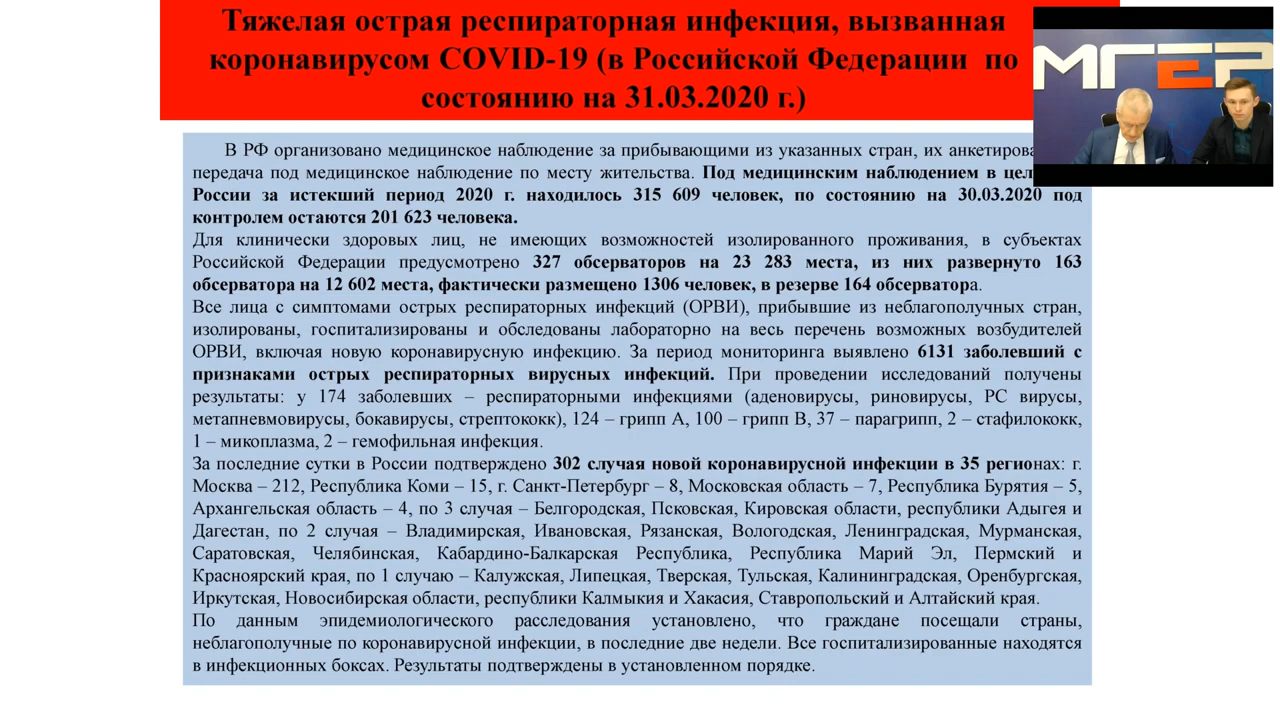 Тяжелая острая респираторная инфекция, вызванная
коронавирусом COVID-19 (в Российской Федерации по
состоянию на 31.03.2020 г.)
МГЕР
В РФ организовано медицинское наблюдение за прибывающими из указанных стран, их
передача под медицинское наблюдение по месту жительства. Под медицинским наблюдением в
России за истекший период 2020 г. находилось 315 609 человек, по состоянию на 30.03.2020 под
контролем остаются 201 623 человека.
Для клинически здоровых лиц, не имеющих возможностей изолированного проживания, в субъектах
Российской Федерации предусмотрено 327 обсерваторов на 23 283 места, из них развернуто 163
обсерватора на 12 602 места, фактически размещено 1306 человек, в резерве 164 обсерватора.
Все лица с симптомами острых респираторных инфекций (ОРВИ), прибывшие из неблагополучных стран,
изолированы, госпитализированы и обследованы лабораторно на весь перечень возможных возбудителей
ОРВИ, включая новую коронавирусную инфекцию. За период мониторинга выявлено 6131 заболевший с
признаками острых респираторных вирусных инфекций. При проведении исследований получены
результаты: у 174 заболевших – респираторными инфекциями (аденовирусы, риновирусы, РС вирусы,
метапневмовирусы, бокавирусы, стрептококк), 124 – грипп А, 100 – грипп В, 37 – парагрипп, 2 – стафилококк,
1 – микоплазма, 2 – гемофильная инфекция.
За последние сутки в России подтверждено 302 случая новой коронавирусной инфекции в 35 регионах: г.
Москва – 212, Республика Коми – 15, г. Санкт-Петербург – 8, Московская область – 7, Республика Бурятия – 5,
Архангельская область – 4, по 3 случая – Белгородская, Псковская, Кировская области, республики Адыгея и
Дагестан, по 2 случая – Владимирская, Ивановская, Рязанская, Вологодская, Ленинградская, Мурманская,
Саратовская, Челябинская, Кабардино-Балкарская Республика, Республика Марий Эл, Пермский и
Красноярский края, по 1 случаю – Калужская, Липецкая, Тверская, Тульская, Калининградская, Оренбургская,
Иркутская, Новосибирская области, республики Калмыкия и Хакасия, Ставропольский и Алтайский края.
По данным эпидемиологического расследования установлено, что граждане посещали страны,
неблагополучные по коронавирусной инфекции, в последние две недели. Все госпитализированные находятся
в инфекционных боксах. Результаты подтверждены в установленном порядке.